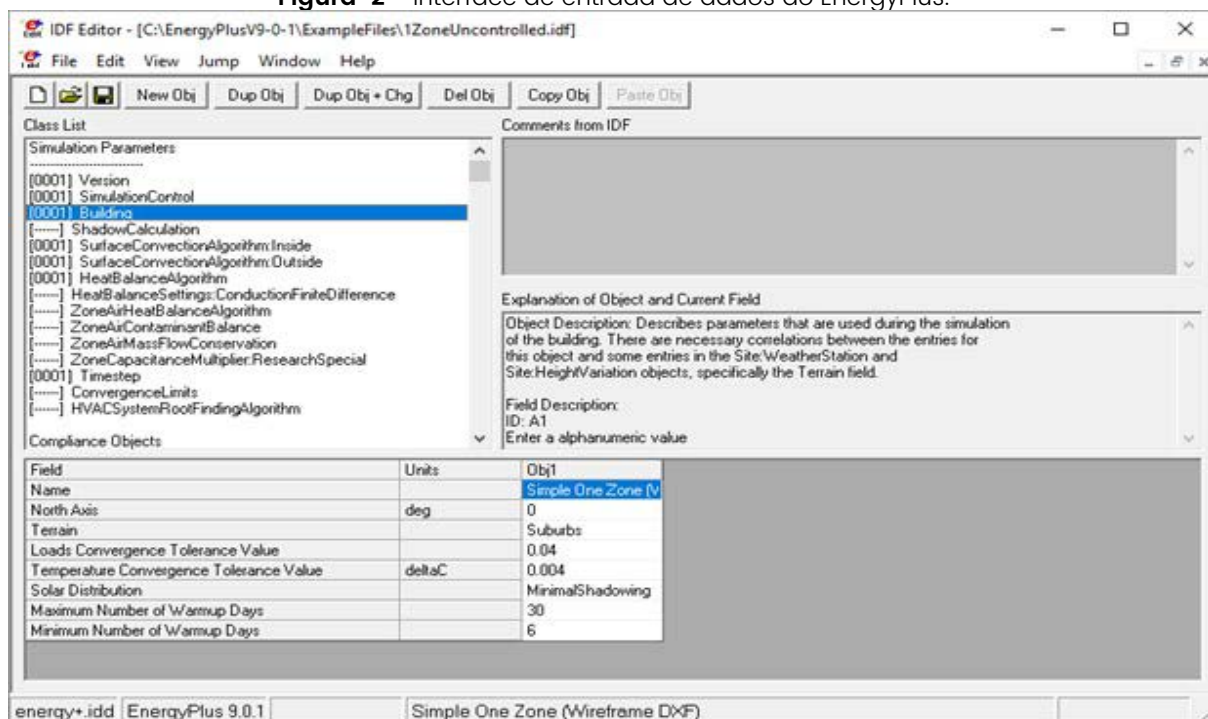 Figura 2 – Interface de entrada de dados do EnergyPlus.
IDF Editor - [C:\EnergyPlusV9-0-1\ExampleFiles\1ZoneUncontrolled.idf]
File Edit View Jump Window Help
New Obj Dup Obj Dup Obj + Chg Del Obj Copy Obj Paste Obj
Class List
Simulation Parameters
-------------------------
[0001] Version
[0001] SimulationControl
[0001] Building
[------] ShadowCalculation
[0001] SurfaceConvectionAlgorithm:Inside
[0001] SurfaceConvectionAlgorithm:Outside
[0001] HeatBalanceAlgorithm
[------] HeatBalanceSettings:ConductionFiniteDifference
[------] ZoneAirHeatBalanceAlgorithm
[------] ZoneAirContaminantBalance
[------] ZoneAirMassFlowConservation
[------] ZoneCapacitanceMultiplier:ResearchSpecial
[0001] Timestep
[------] ConvergenceLimits
[------] HVACSystemRootFindingAlgorithm
Compliance Objects
Comments from IDF
Explanation of Object and Current Field
Object Description: Describes parameters that are used during the simulation
of the building. There are necessary correlations between the entries for
this object and some entries in the Site:WeatherStation and
Site:HeightVariation objects, specifically the Terrain field.
Field Description:
ID: A1
Enter a alphanumeric value
Field Units Obj1
Name Simple One Zone (W
North Axis deg 0
Terrain Suburbs
Loads Convergence Tolerance Value 0.04
Temperature Convergence Tolerance Value deltaC 0.004
Solar Distribution MinimalShadowing
Maximum Number of Warmup Days 30
Minimum Number of Warmup Days 6
energy+.idd EnergyPlus 9.0.1 Simple One Zone (Wireframe DXF)